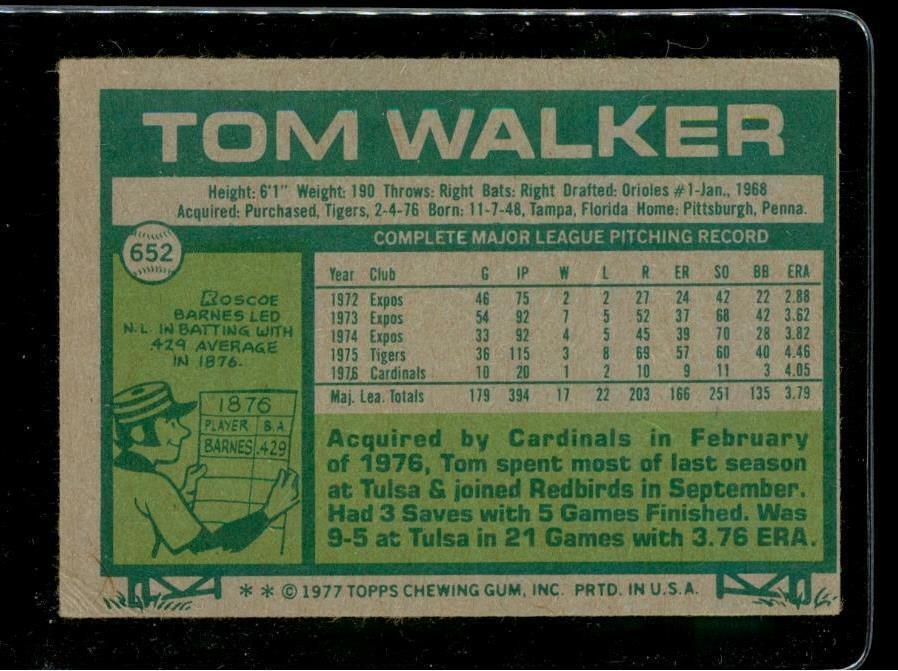 TOM WALKER
Height: 6'1" Weight: 190 Throws: Right Bats: Right Drafted: Orioles #1-Jan., 1968
Acquired: Purchased, Tigers, 2-4-76 Born: 11-7-48, Tampa, Florida Home: Pittsburgh, Penna.
652
COMPLETE MAJOR LEAGUE PITCHING RECORD
Year Club G IP W L R ER SO BB ERA
1972 Expos 46 75 2 2 27 24 42 22 2.88
1973 Expos 54 92 7 5 52 37 68 42 3.62
1974 Expos 33 92 4 5 45 39 70 28 3.82
1975 Tigers 36 115 3 8 69 57 60 40 4.46
1976 Cardinals 10 20 1 2 10 9 11 3 4.05
Maj. Lea. Totals 179 394 17 22 203 166 251 135 3.79
ROSCOE
BARNES LED
N.L. IN BATTING WITH
.429 AVERAGE
IN 1876.
1876
PLAYER B.A.
BARNES .429
Acquired by Cardinals in February
of 1976, Tom spent most of last season
at Tulsa & joined Redbirds in September.
Had 3 Saves with 5 Games Finished. Was
9-5 at Tulsa in 21 Games with 3.76 ERA.
* * © 1977 TOPPS CHEWING GUM, INC. PRTD. IN U.S.A.